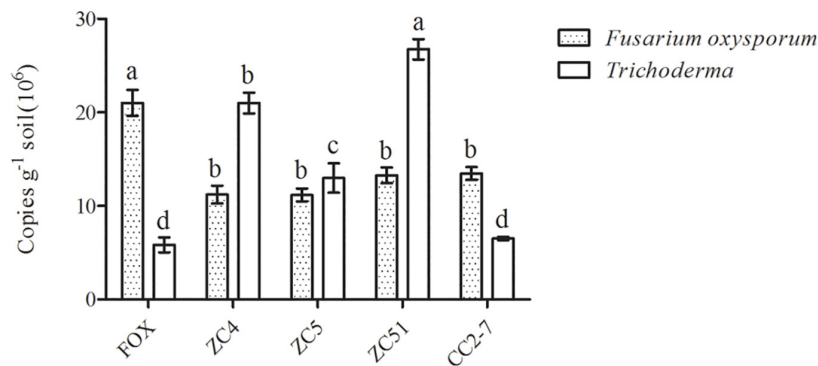 Copies g⁻¹ soil(10⁶)
30
20
10
0
a
d
b
b
b
c
b
a
b
d
FOX
ZC4
ZC5
ZC51
CC2-7
Fusarium oxysporum
Trichoderma